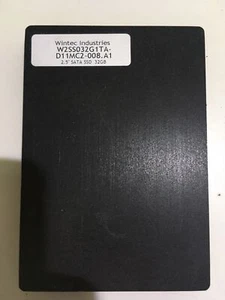 Wintec Industries
W2SS032G1TA-
D11MC2-008.A1
2.5" SATA SSD 32GB